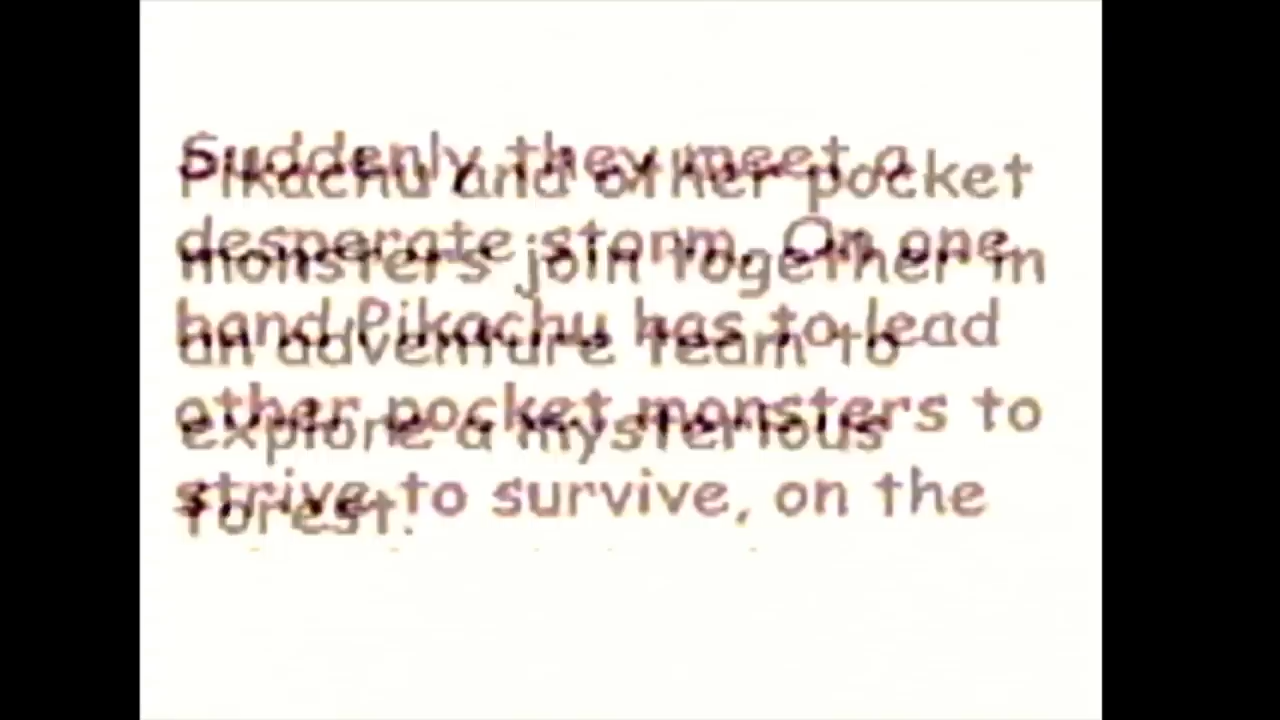 Pikachu and other pocket
monsters join together in
an adventure team to
explore a mysterious
forest.
Suddenly they meet a
desperate storm. On one
hand Pikachu has to lead
other pocket monsters to
strive to survive, on the